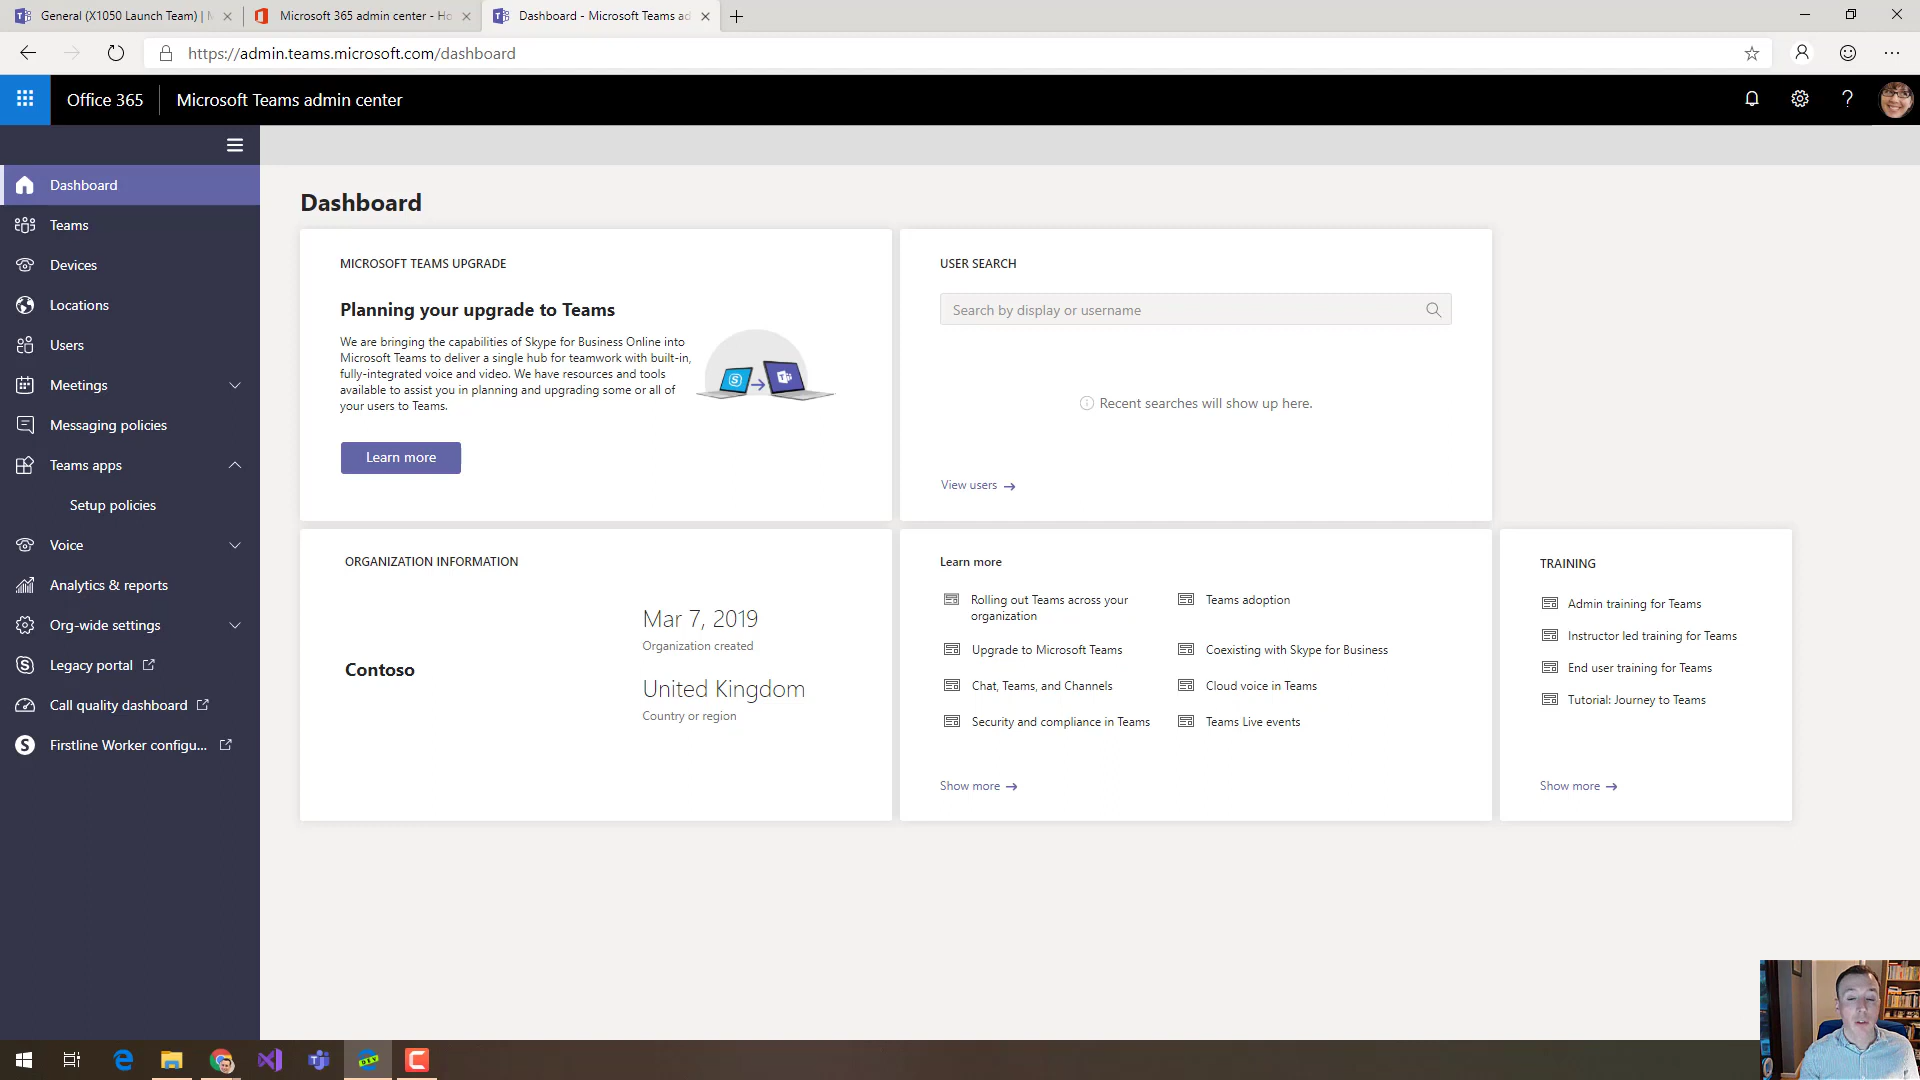 General (X1050 Launch Team) |
Microsoft 365 admin center - Ho
Dashboard - Microsoft Teams ad
https://admin.teams.microsoft.com/dashboard
Office 365
Microsoft Teams admin center
Dashboard
Teams
Devices
Locations
Users
Meetings
Messaging policies
Teams apps
Setup policies
Voice
Analytics & reports
Org-wide settings
Legacy portal
Call quality dashboard
Firstline Worker configu...
Dashboard
MICROSOFT TEAMS UPGRADE
Planning your upgrade to Teams
We are bringing the capabilities of Skype for Business Online into
Microsoft Teams to deliver a single hub for teamwork with built-in,
fully-integrated voice and video. We have resources and tools
available to assist you in planning and upgrading some or all of
your users to Teams.
Learn more
USER SEARCH
Search by display or username
Recent searches will show up here.
View users
ORGANIZATION INFORMATION
Contoso
Mar 7, 2019
Organization created
United Kingdom
Country or region
Learn more
Rolling out Teams across your
organization
Upgrade to Microsoft Teams
Chat, Teams, and Channels
Security and compliance in Teams
Teams adoption
Coexisting with Skype for Business
Cloud voice in Teams
Teams Live events
Show more
TRAINING
Admin training for Teams
Instructor led training for Teams
End user training for Teams
Tutorial: Journey to Teams
Show more